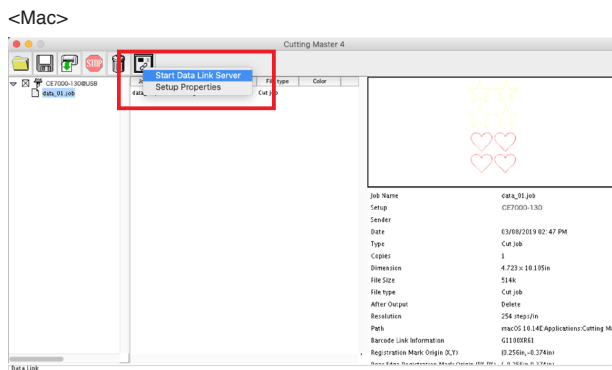 <Mac>
Cutting Master 4
STOP
Start Data Link Server
Setup Properties
File type Color
CE7000-130@USB
data_01.job
Cut job
Job Name data_01.job
Setup CE7000-130
Sender
Date 03/08/2019 02:47 PM
Type Cut job
Copies 1
Dimension 4.723 x 10.105in
File Size 514k
File type Cut job
After Output Delete
Resolution 254 steps/in
Path macOS 10.14E:Applications:Cutting
Barcode Link Information G1100XR61
Registration Mark Origin (X,Y) (0.256in,-0.374in)
Data Link